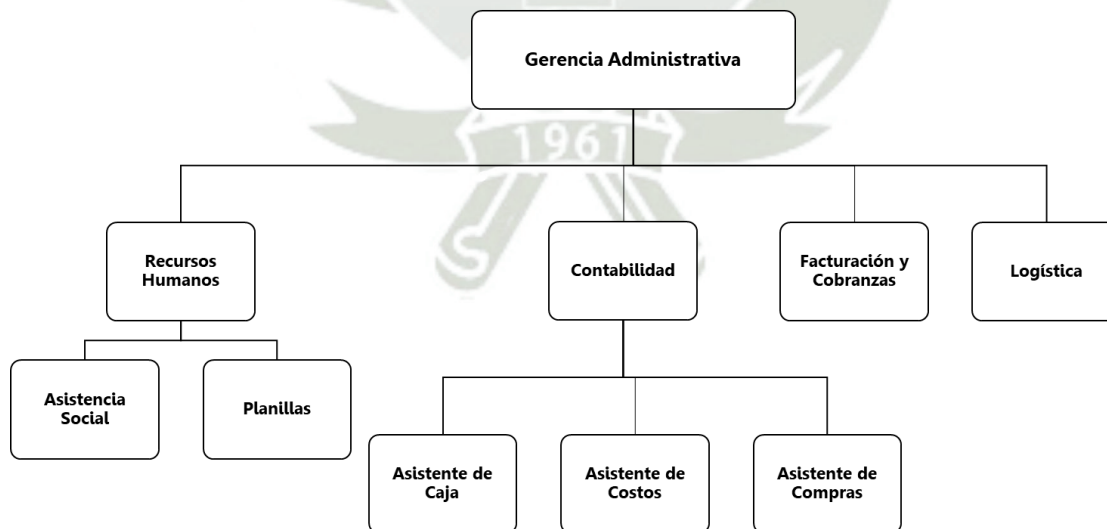 Gerencia Administrativa
1961
Recursos
Humanos
Contabilidad
Facturación y
Cobranzas
Logística
S
Asistencia
Social
Planillas
Asistente de
Caja
Asistente de
Costos
Asistente de
Compras